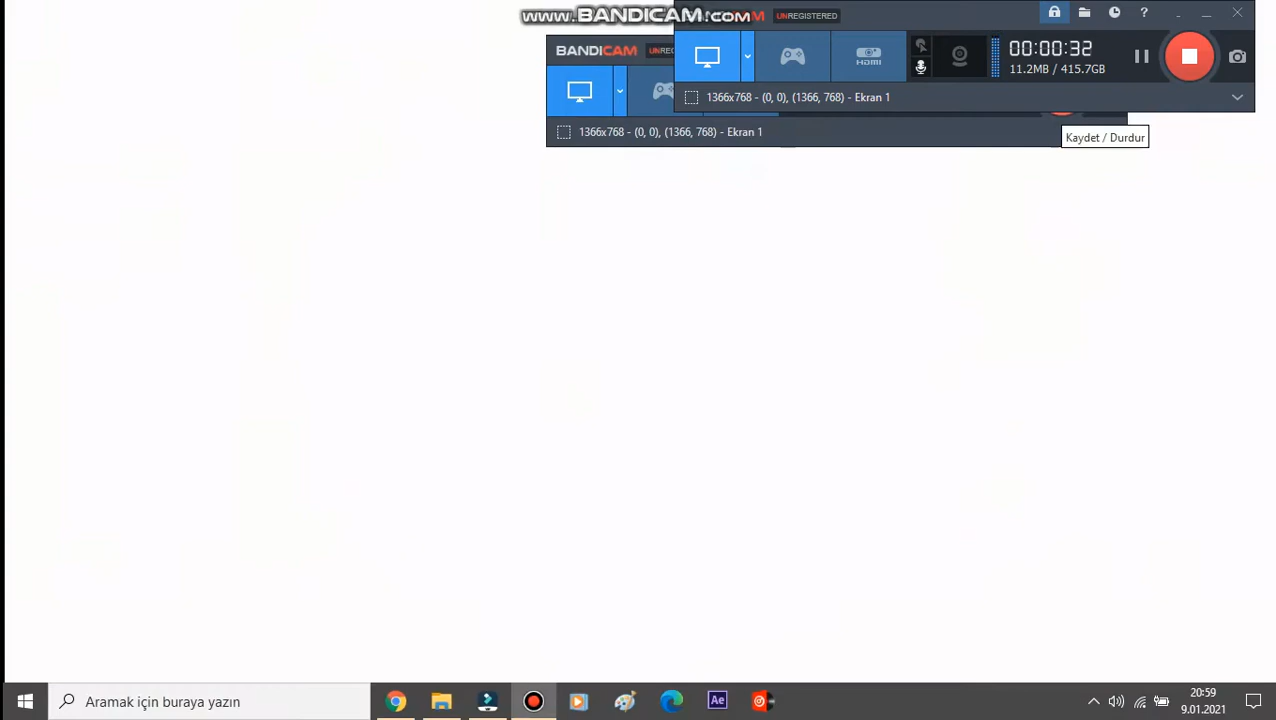 www.BANDICAM.com
UNREGISTERED
BANDICAM
00:00:32
11.2MB / 415.7GB
HDMI
1366x768 - (0, 0), (1366, 768) - Ekran 1
1366x768 - (0, 0), (1366, 768) - Ekran 1
Kaydet / Durdur
Aramak için buraya yazın
Ae
20:59
9.01.2021